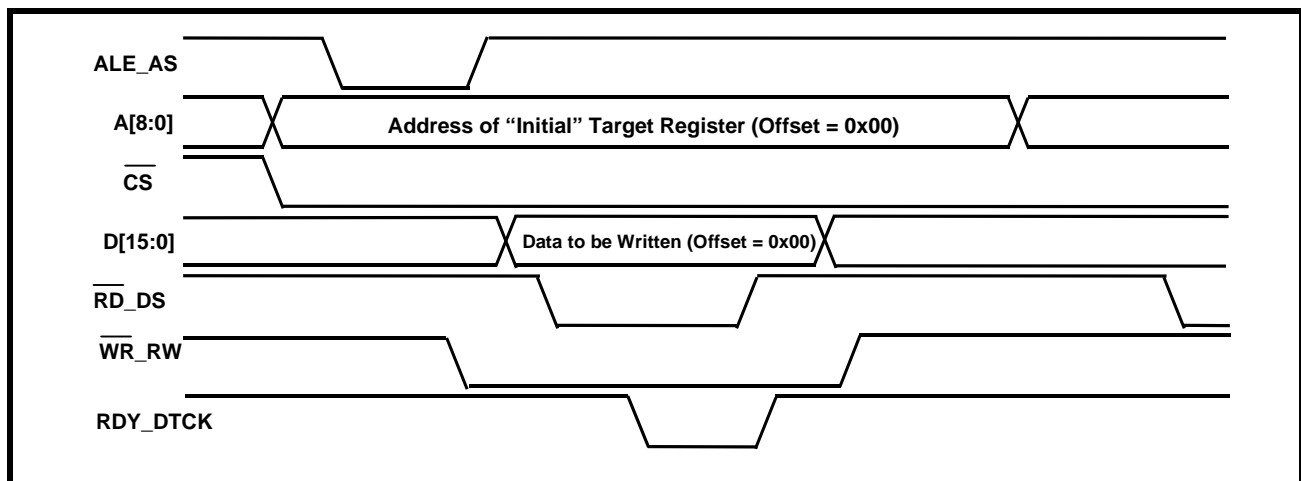 ALE_AS
A[8:0]
Address of “Initial” Target Register (Offset = 0x00)
CS
D[15:0]
Data to be Written (Offset = 0x00)
RD_DS
WR_RW
RDY_DTCK